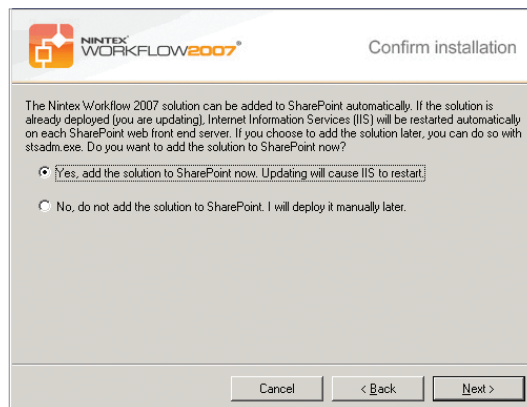 NINTEX®
WORKFLOW2007®
Confirm installation
The Nintex Workflow 2007 solution can be added to SharePoint automatically. If the solution is
already deployed (you are updating), Internet Information Services (IIS) will be restarted automatically
on each SharePoint web front end server. If you choose to add the solution later, you can do so with
stsadm.exe. Do you want to add the solution to SharePoint now?
Yes, add the solution to SharePoint now. Updating will cause IIS to restart.
No, do not add the solution to SharePoint. I will deploy it manually later.
Cancel
< Back
Next >